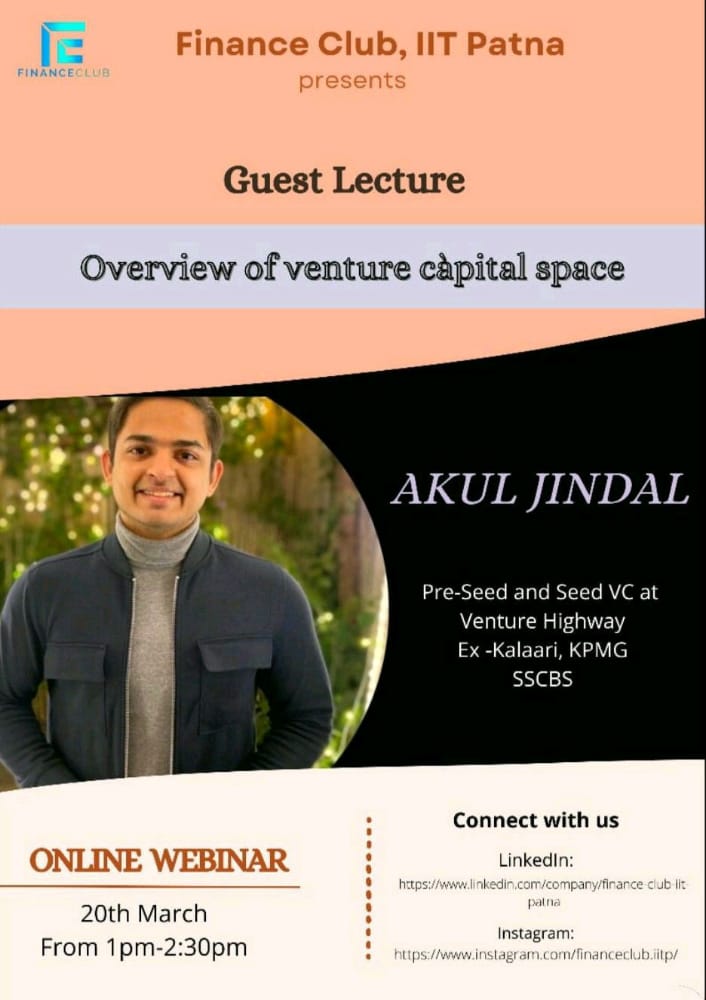 FINANCECLUB
Finance Club, IIT Patna
presents
Guest Lecture
Overview of venture càpital space
AKUL JINDAL
Pre-Seed and Seed VC at
Venture Highway
Ex -Kalaari, KPMG
SSCBS
ONLINE WEBINAR
20th March
From 1pm-2:30pm
Connect with us
LinkedIn:
https://www.linkedin.com/company/finance-club-iit-
patna
Instagram:
https://www.instagram.com/financeclub.iitp/